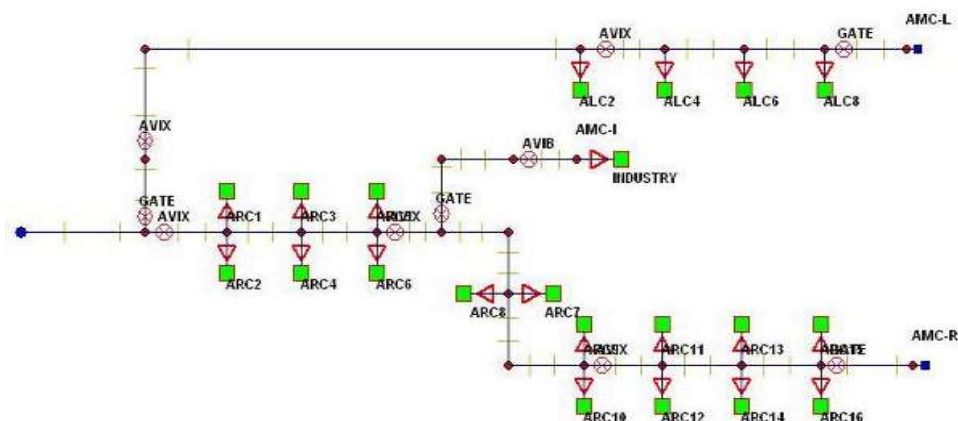 AMC-L
AVIX
GATE
ALC2
ALC4
ALC6
ALC8
AVIX
AMC-I
AVIB
INDUSTRY
GATE
AVIX
GATE
ARC1
ARC3
ARC2
ARC4
ARC6
ARC8
ARC7
AMC-R
ARC11
ARC13
ARC10
ARC12
ARC14
ARC16